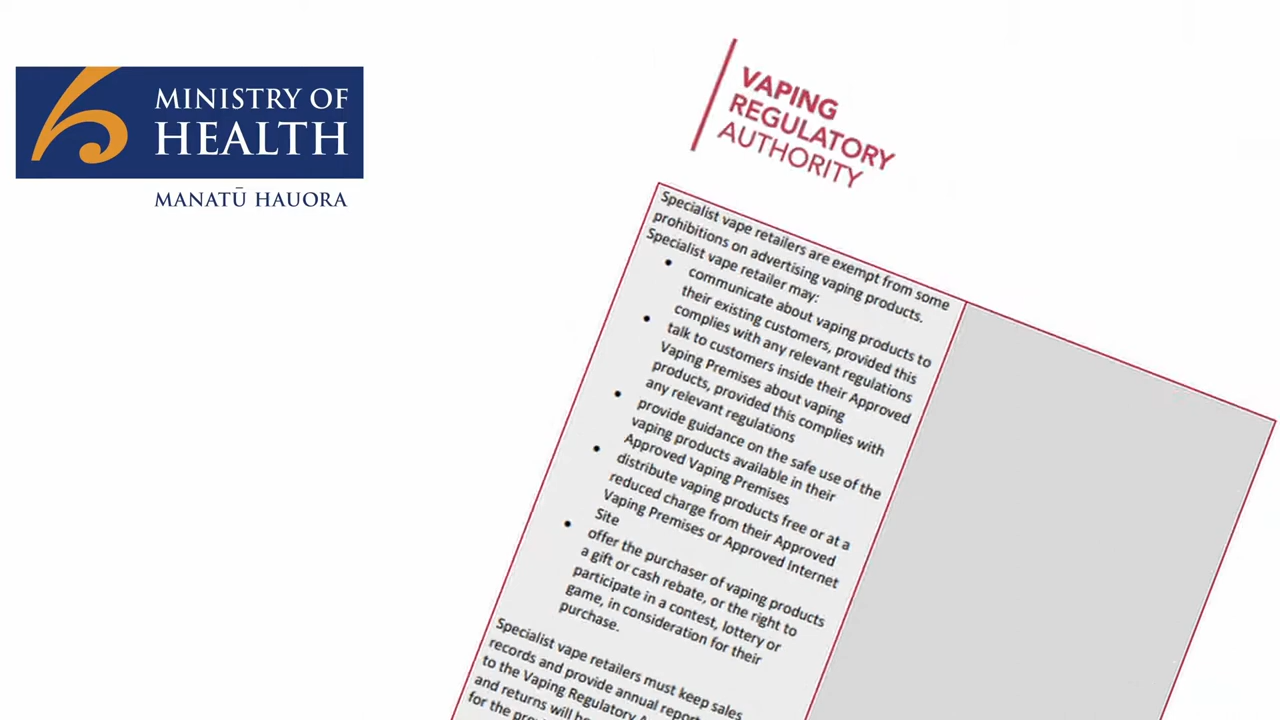 MINISTRY OF
HEALTH
MANATŪ HAUORA
VAPING
REGULATORY
AUTHORITY
Specialist vape retailers are exempt from some
prohibitions on advertising vaping products.
Specialist vape retailer may:
• communicate about vaping products to
their existing customers, provided this
complies with any relevant regulations
• talk to customers inside their Approved
Vaping Premises about vaping
products, provided this complies with
any relevant regulations
• provide guidance on the safe use of the
vaping products available in their
Approved Vaping Premises
• distribute vaping products free or at a
reduced charge from their Approved
Vaping Premises or Approved Internet
Site
• offer the purchaser of vaping products
a gift or cash rebate, or the right to
participate in a contest, lottery or
game, in consideration for their
purchase.
Specialist vape retailers must keep sales
records and provide annual report
to the Vaping Regulatory A
and returns will b
for the pre